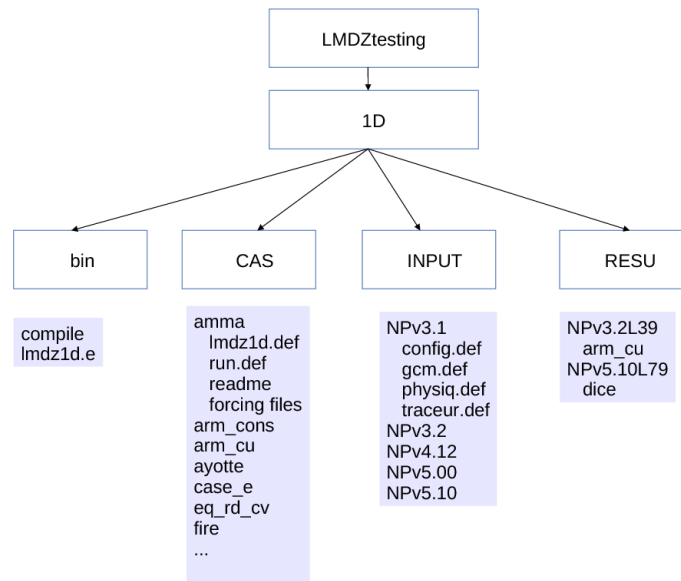 LMDZtesting
1D
bin
CAS
INPUT
RESU
compile
lmdz1d.e
amma
lmdz1d.def
run.def
readme
forcing files
arm_cons
arm_cu
ayotte
case_e
eq_rd_cv
fire
...
NPv3.1
config.def
gcm.def
physiq.def
traceur.def
NPv3.2
NPv4.12
NPv5.00
NPv5.10
NPv3.2L39
arm_cu
NPv5.10L79
dice